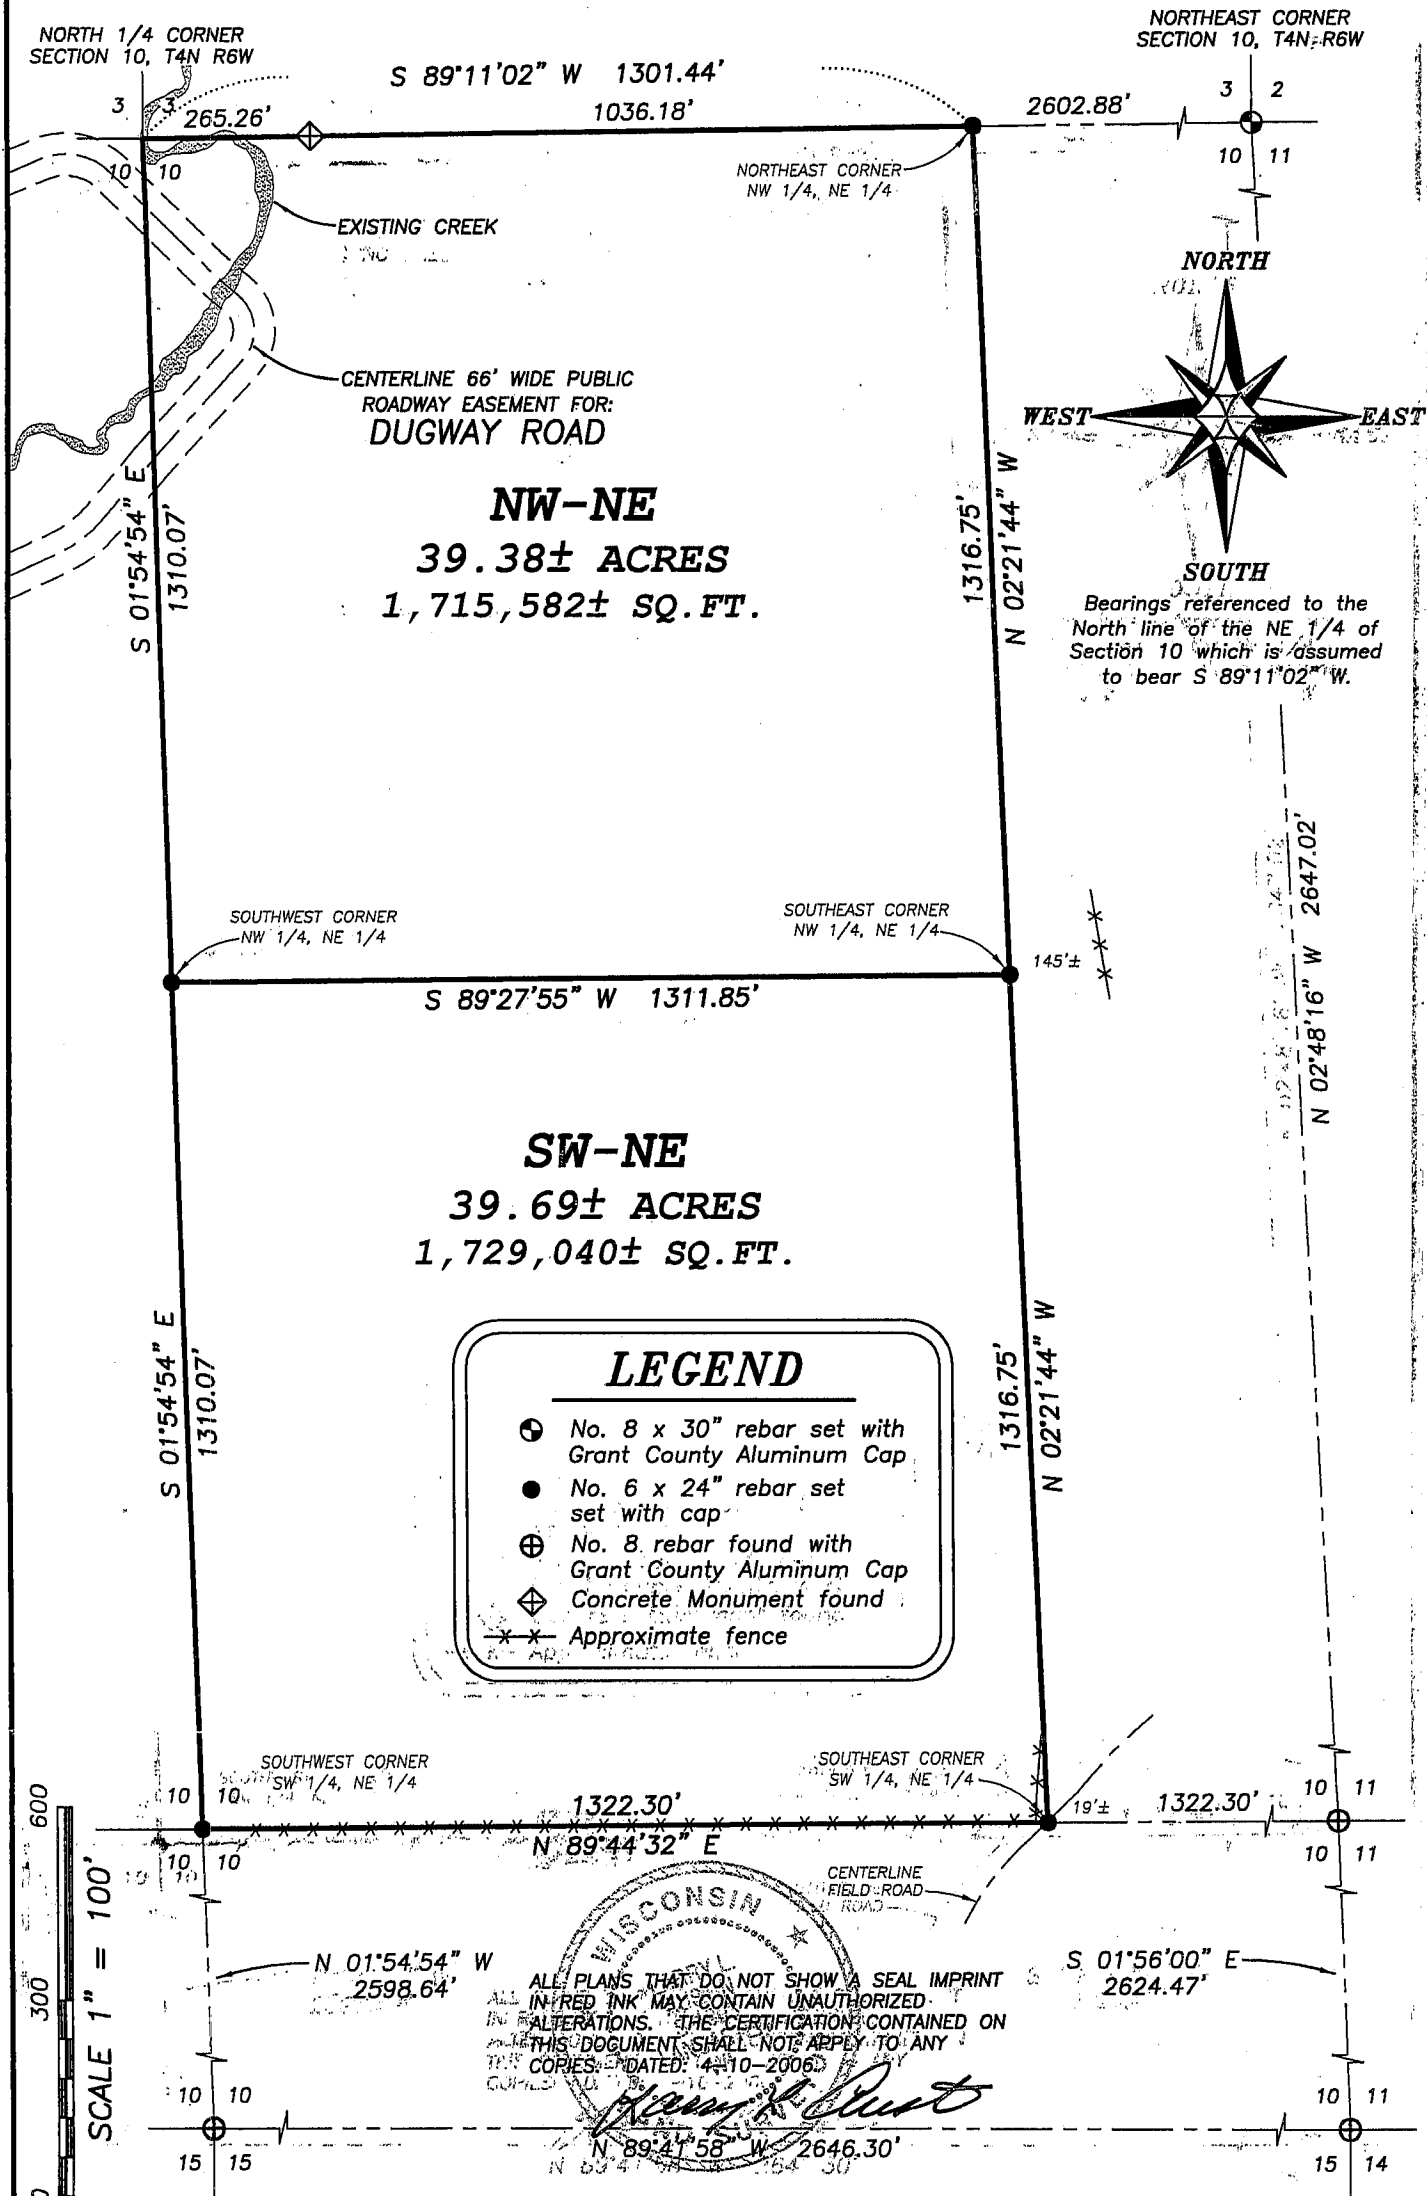 NORTH 1/4 CORNER
SECTION 10, T4N R6W
NORTHEAST CORNER
SECTION 10, T4N, R6W
S 89°11'02" W 1301.44'
3 3
265.26'
1036.18'
2602.88'
3 2
10 10
10 11
NORTHEAST CORNER
NW 1/4, NE 1/4
EXISTING CREEK
NORTH
WEST
EAST
SOUTH
CENTERLINE 66' WIDE PUBLIC
ROADWAY EASEMENT FOR:
DUGWAY ROAD
NW-NE
39.38± ACRES
1,715,582± SQ.FT.
S 01°54'54" E
1310.07'
1316.75'
N 02°21'44" W
Bearings referenced to the
North line of the NE 1/4 of
Section 10 which is assumed
to bear S 89°11'02" W.
N 02°48'16" W 2647.02'
SOUTHWEST CORNER
NW 1/4, NE 1/4
SOUTHEAST CORNER
NW 1/4, NE 1/4
145'±
S 89°27'55" W 1311.85'
SW-NE
39.69± ACRES
1,729,040± SQ.FT.
S 01°54'54" E
1310.07'
1316.75'
N 02°21'44" W
LEGEND
No. 8 x 30" rebar set with
Grant County Aluminum Cap
No. 6 x 24" rebar set
set with cap
No. 8 rebar found with
Grant County Aluminum Cap
Concrete Monument found
Approximate fence
SOUTHWEST CORNER
SW 1/4, NE 1/4
SOUTHEAST CORNER
SW 1/4, NE 1/4
10 10
1322.30'
19'±
1322.30'
10 11
N 89°44'32" E
10 10
10 11
CENTERLINE
FIELD ROAD
600
300
SCALE 1" = 100'
WISCONSIN
N 01°54'54" W
2598.64'
S 01°56'00" E
2624.47'
ALL PLANS THAT DO NOT SHOW A SEAL IMPRINT
IN RED INK MAY CONTAIN UNAUTHORIZED
ALTERATIONS. THE CERTIFICATION CONTAINED ON
THIS DOCUMENT SHALL NOT APPLY TO ANY
COPIES. DATED: 4-10-2006
10 10
10 11
N 89°41'58" W 2646.30'
15 15
15 14